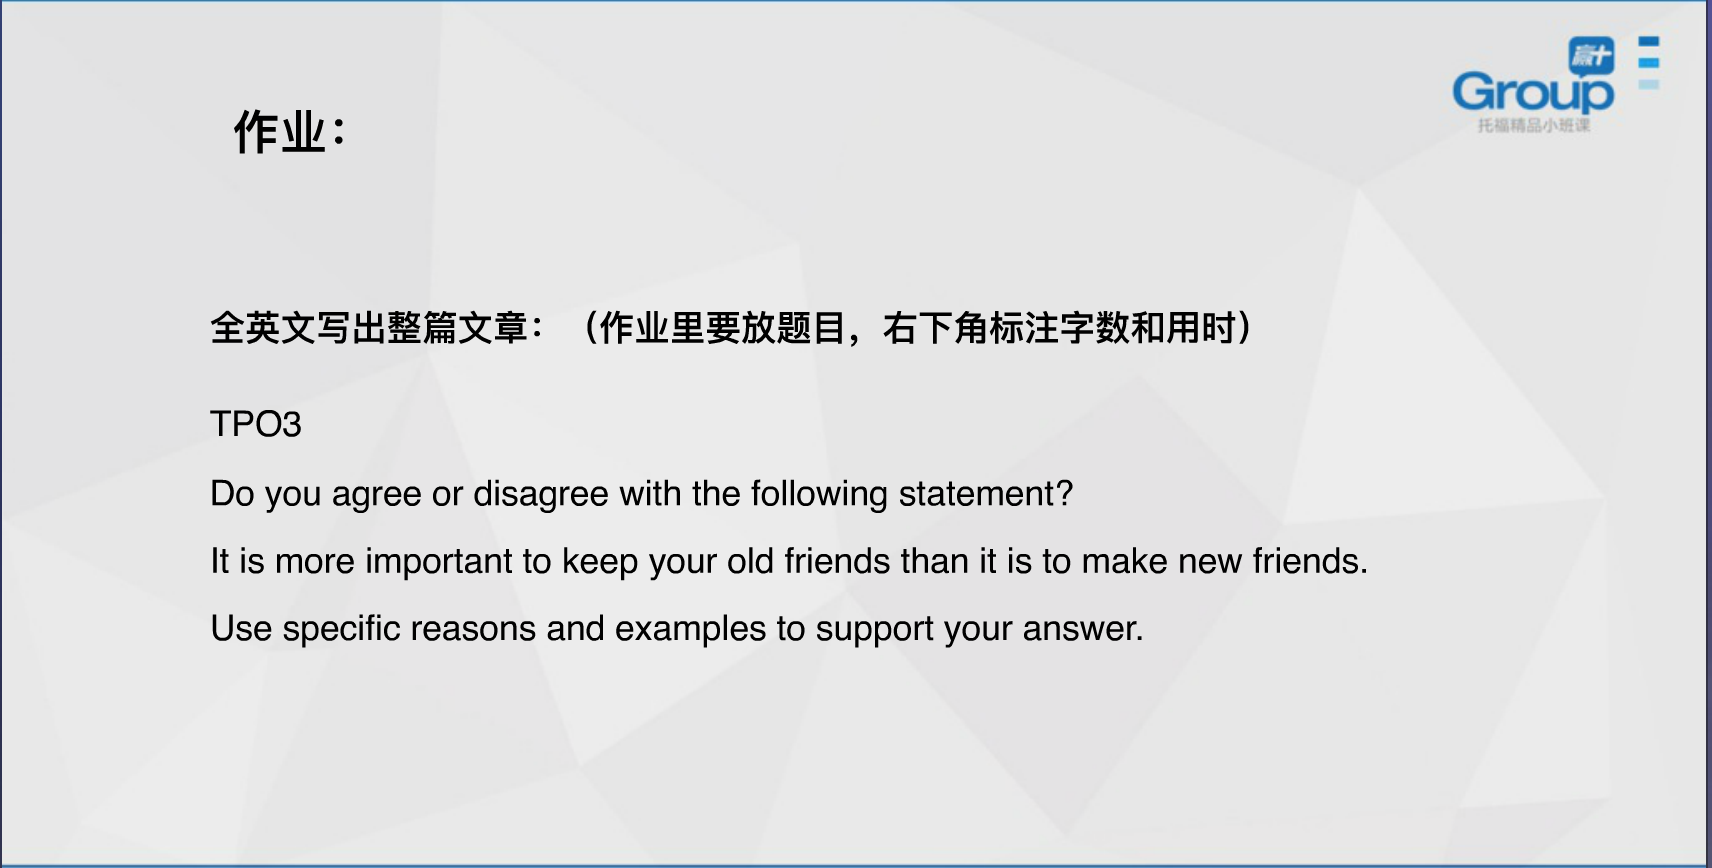 赢+
Group
托福精品小班课
作业：
全英文写出整篇文章：（作业里要放题目，右下角标注字数和用时）
TPO3
Do you agree or disagree with the following statement?
It is more important to keep your old friends than it is to make new friends.
Use specific reasons and examples to support your answer.